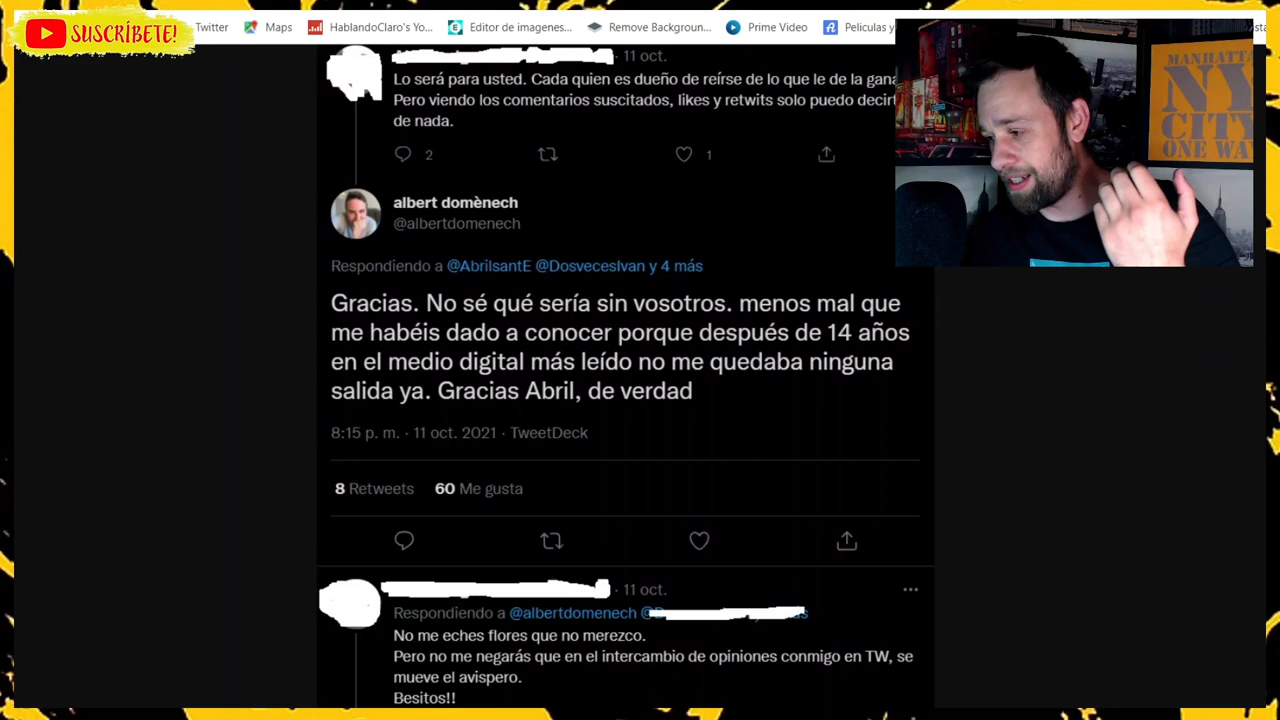 SUSCRÍBETE!
Twitter
Maps
HablandoClaro's Yo...
Editor de imagenes...
Remove Backgroun...
Prime Video
Peliculas y
· 11 oct.
Lo será para usted. Cada quien es dueño de reírse de lo que le de la gana
Pero viendo los comentarios suscitados, likes y retwits solo puedo decirt
de nada.
2
1
MANHATTA
NY
CITY
ONE WA
albert domènech
@albertdomenech
Respondiendo a @AbrilsantE @DosvecesIvan y 4 más
Gracias. No sé qué sería sin vosotros. menos mal que
me habéis dado a conocer porque después de 14 años
en el medio digital más leído no me quedaba ninguna
salida ya. Gracias Abril, de verdad
8:15 p. m. · 11 oct. 2021 · TweetDeck
8 Retweets 60 Me gusta
· 11 oct.
Respondiendo a @albertdomenech
No me eches flores que no merezco.
Pero no me negarás que en el intercambio de opiniones conmigo en TW, se
mueve el avispero.
Besitos!!